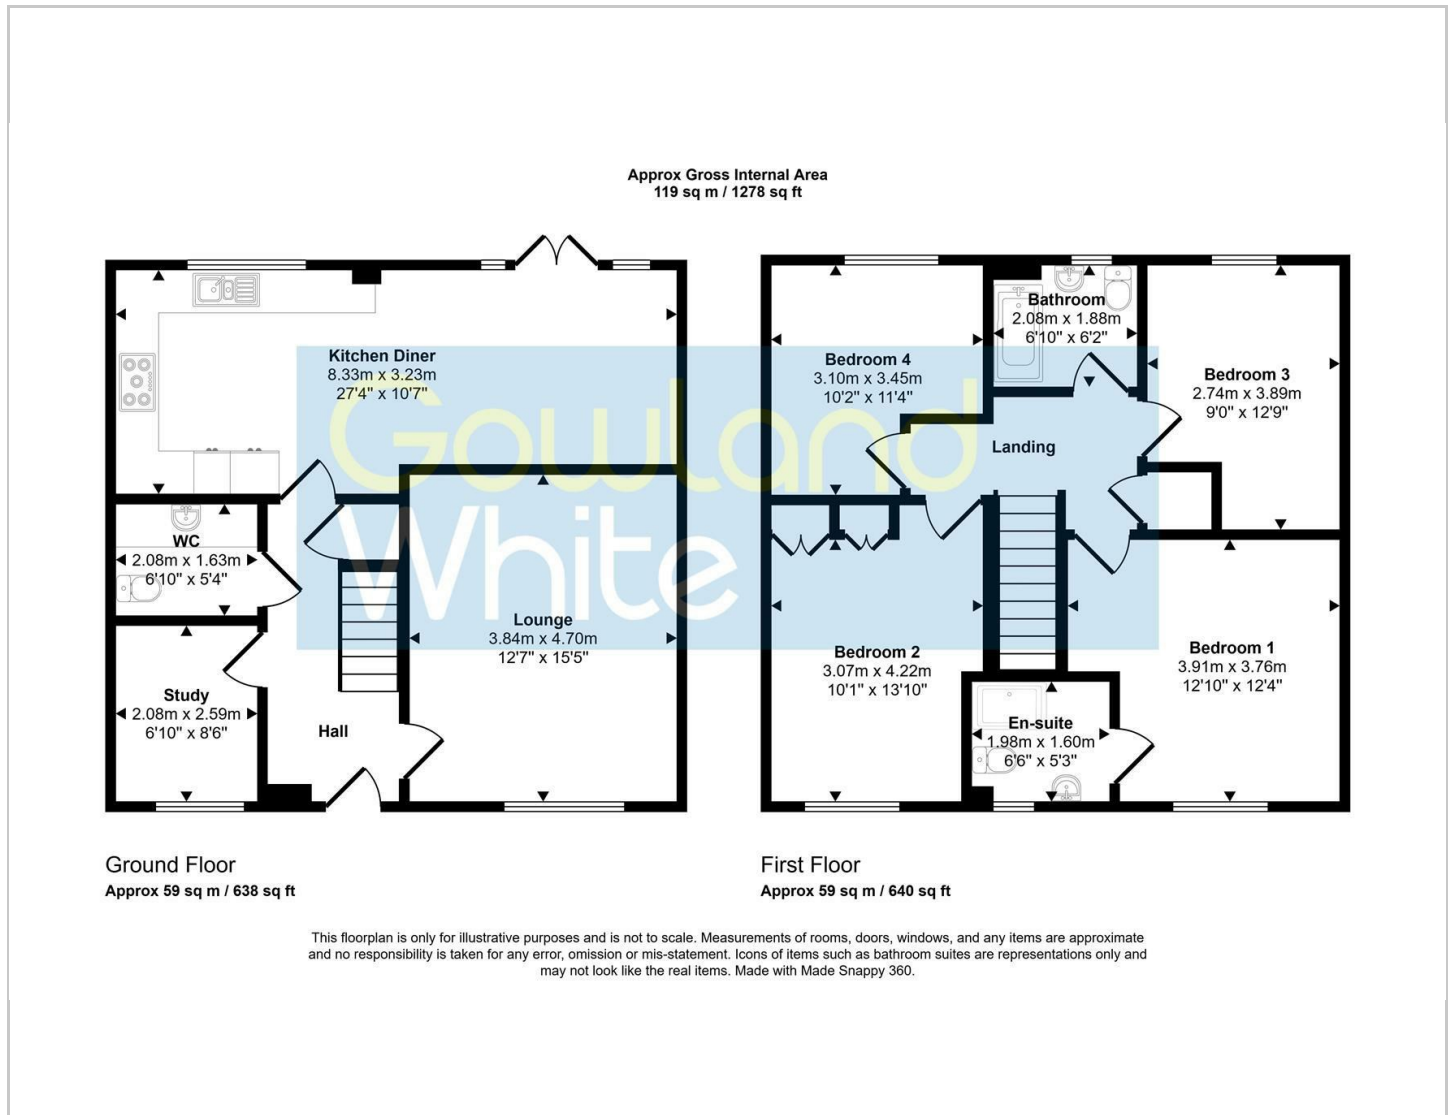 Approx Gross Internal Area
119 sq m / 1278 sq ft
Kitchen Diner
8.33m x 3.23m
27'4" x 10'7"
WC
2.08m x 1.63m
6'10" x 5'4"
Lounge
3.84m x 4.70m
12'7" x 15'5"
Study
2.08m x 2.59m
6'10" x 8'6"
Hall
Bathroom
2.08m x 1.88m
6'10" x 6'2"
Bedroom 4
3.10m x 3.45m
10'2" x 11'4"
Bedroom 3
2.74m x 3.89m
9'0" x 12'9"
Landing
Bedroom 2
3.07m x 4.22m
10'1" x 13'10"
Bedroom 1
3.91m x 3.76m
12'10" x 12'4"
En-suite
1.98m x 1.60m
6'6" x 5'3"
Gowland
White
Ground Floor
Approx 59 sq m / 638 sq ft
First Floor
Approx 59 sq m / 640 sq ft
This floorplan is only for illustrative purposes and is not to scale. Measurements of rooms, doors, windows, and any items are approximate
and no responsibility is taken for any error, omission or mis-statement. Icons of items such as bathroom suites are representations only and
may not look like the real items. Made with Made Snappy 360.